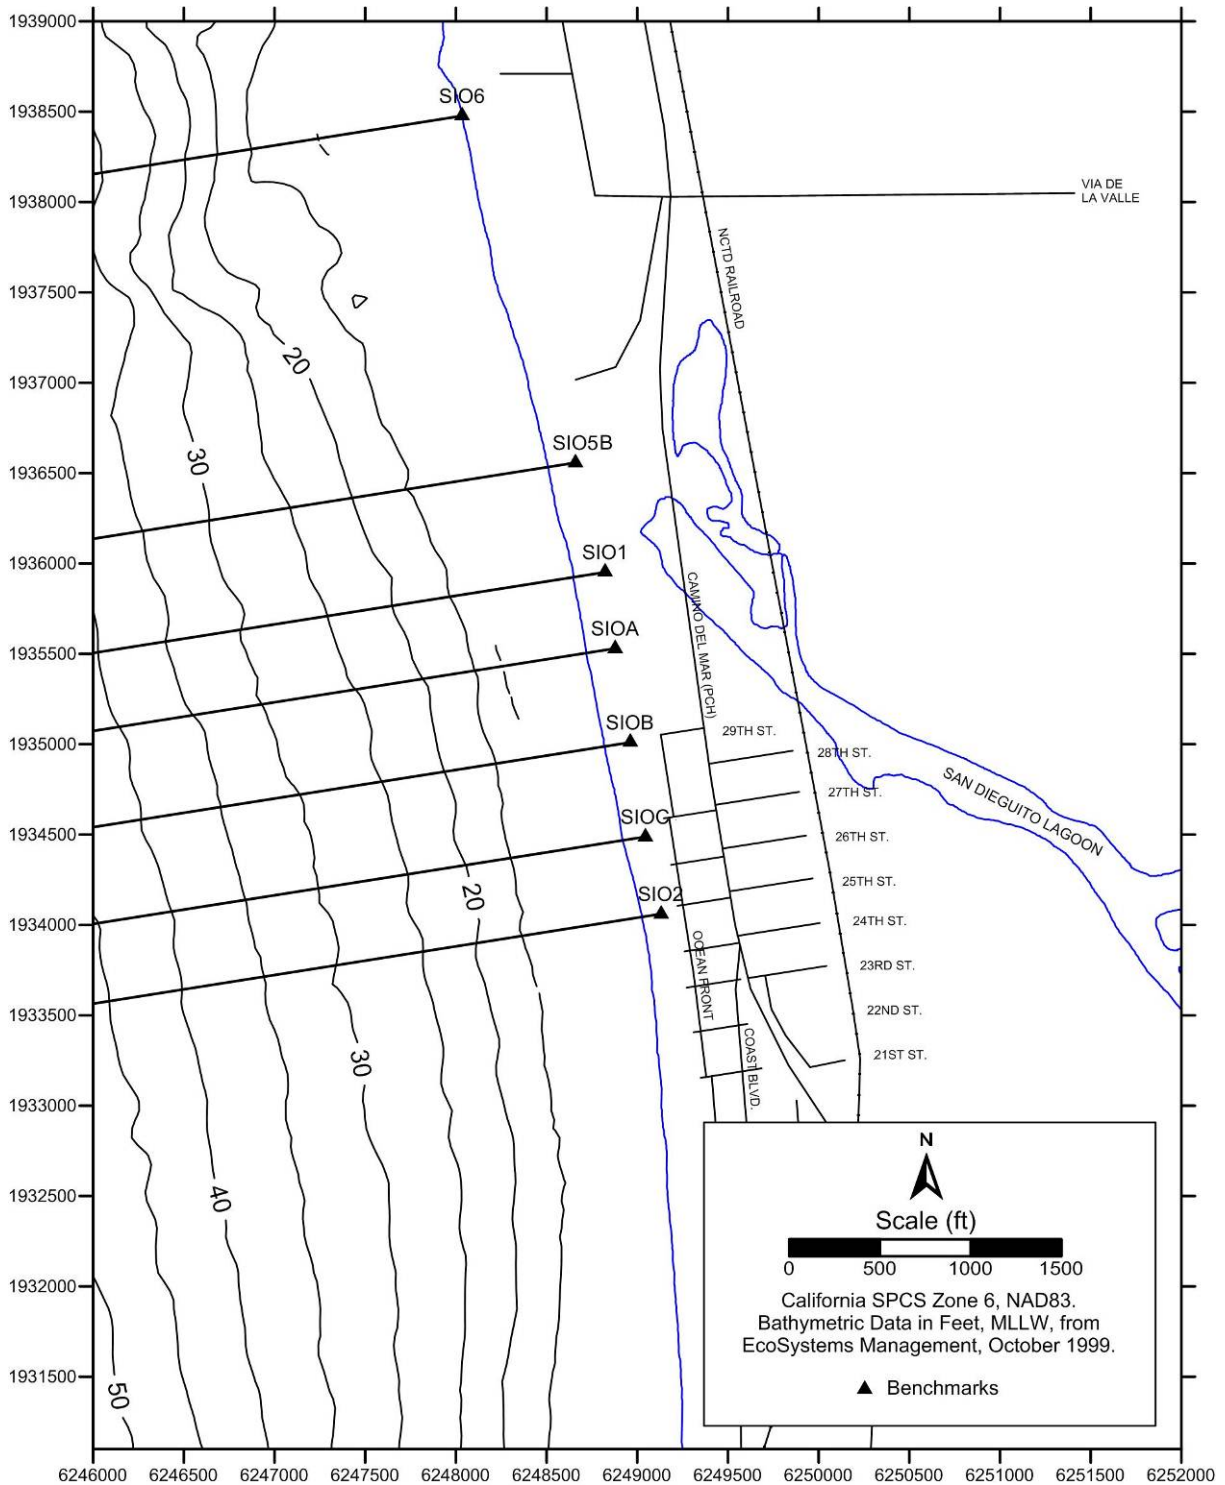 1939000
1938500
1938000
1937500
1937000
1936500
1936000
1935500
1935000
1934500
1934000
1933500
1933000
1932500
1932000
1931500
SIO6
VIA DE
LA VALLE
NCTD RAILROAD
20
30
SIO5B
SIO1
CAMINO DEL MAR (PCH)
SIOA
SIOB
29TH ST.
28TH ST.
SAN DIEGUITO LAGOON
27TH ST.
SIOG
26TH ST.
25TH ST.
20
SIO2
24TH ST.
OCEAN FRONT
23RD ST.
22ND ST.
30
COAST BLVD.
21ST ST.
40
50
N
Scale (ft)
0 500 1000 1500
California SPCS Zone 6, NAD83.
Bathymetric Data in Feet, MLLW, from
EcoSystems Management, October 1999.
Benchmarks
6246000 6246500 6247000 6247500 6248000 6248500 6249000 6249500 6250000 6250500 6251000 6251500 6252000